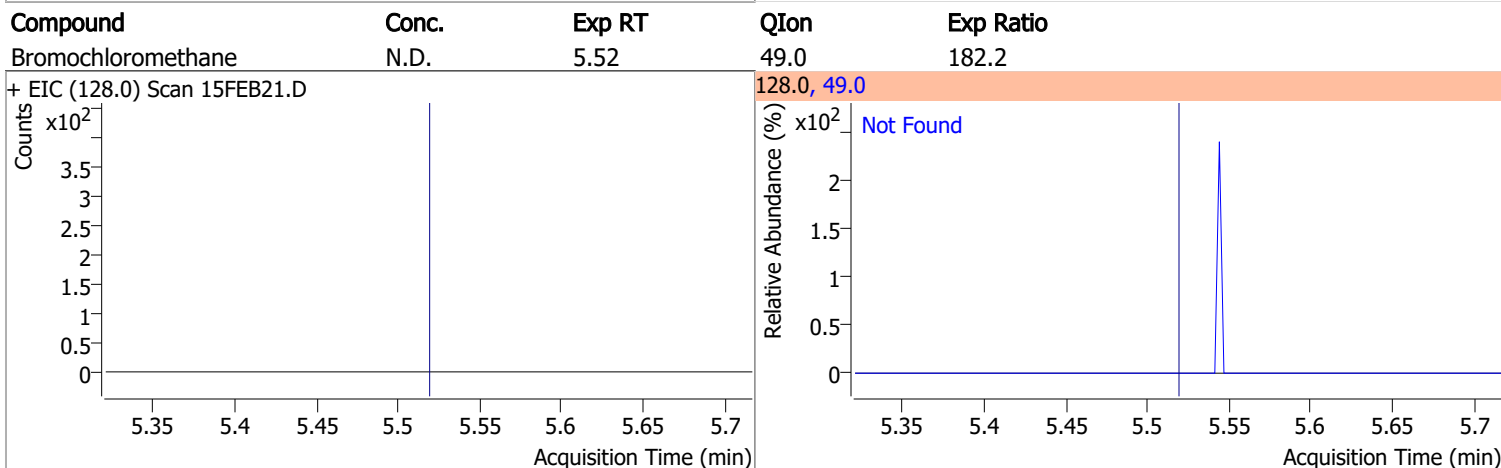 Compound Conc. Exp RT QIon Exp Ratio
Bromochloromethane N.D. 5.52 49.0 182.2
+ EIC (128.0) Scan 15FEB21.D
Counts
x10²
3.5
3
2.5
2
1.5
1
0.5
0
5.35 5.4 5.45 5.5 5.55 5.6 5.65 5.7
Acquisition Time (min)
128.0, 49.0
Relative Abundance (%)
x10²
Not Found
2
1.5
1
0.5
0
5.35 5.4 5.45 5.5 5.55 5.6 5.65 5.7
Acquisition Time (min)